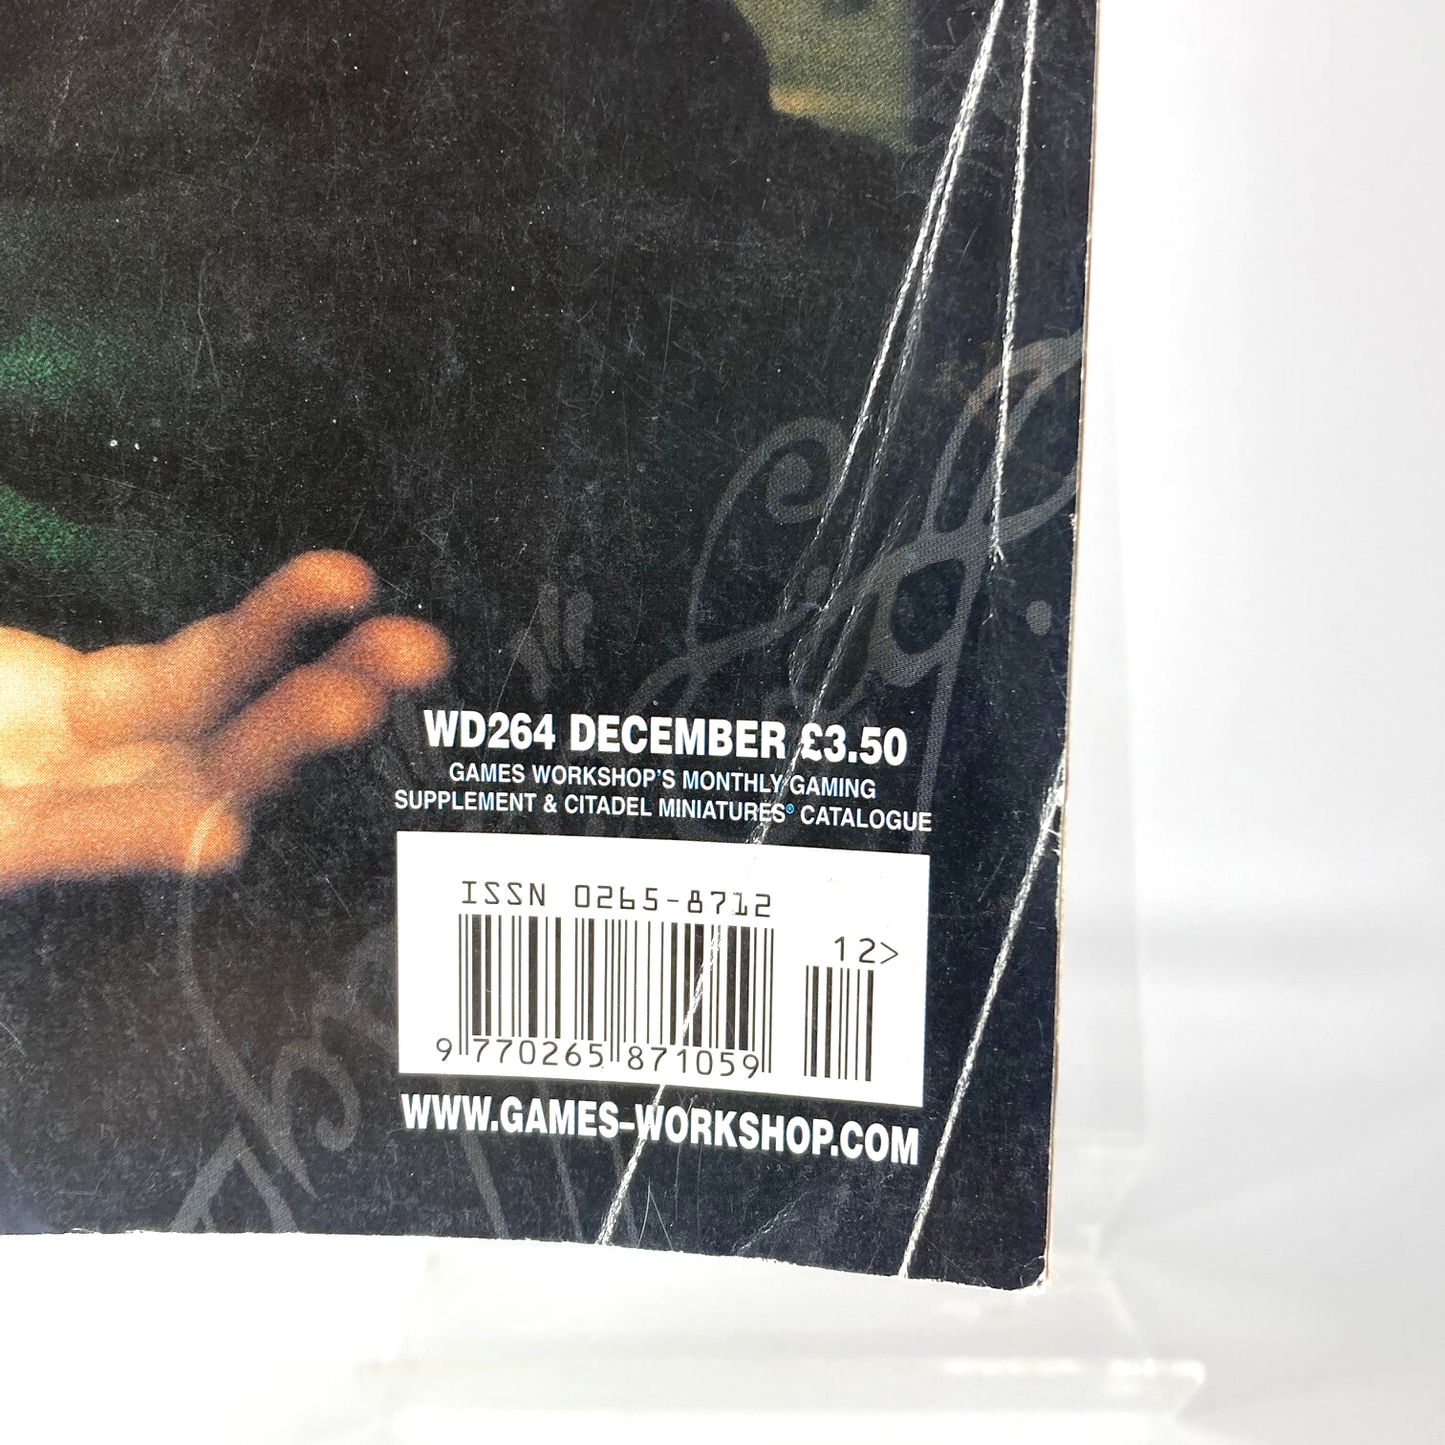 WD264 DECEMBER £3.50
GAMES WORKSHOP'S MONTHLY GAMING
SUPPLEMENT & CITADEL MINIATURES® CATALOGUE
ISSN 0265-8712
12>
9 770265 871059
WWW.GAMES-WORKSHOP.COM